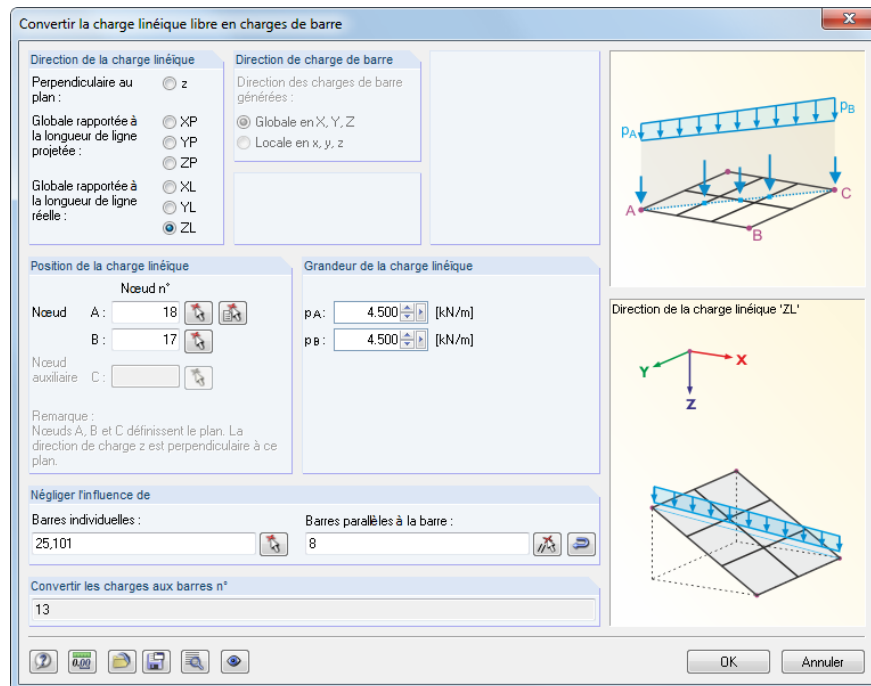 Convertir la charge linéique libre en charges de barre
Direction de la charge linéique
Perpendiculaire au
plan :
z
Globale rapportée à
la longueur de ligne
projetée :
XP
YP
ZP
Globale rapportée à
la longueur de ligne
réelle :
XL
YL
ZL
Direction de charge de barre
Direction des charges de barre
générées :
Globale en X, Y, Z
Locale en x, y, z
pA
pB
A
B
C
Position de la charge linéique
Nœud n°
Nœud A : 18
B : 17
Nœud
auxiliaire C :
Remarque :
Nœuds A, B et C définissent le plan. La
direction de charge z est perpendiculaire à ce
plan.
Grandeur de la charge linéique
p A : 4.500 [kN/m]
p B : 4.500 [kN/m]
Direction de la charge linéique 'ZL'
Y
X
Z
Négliger l'influence de
Barres individuelles :
25,101
Barres parallèles à la barre :
8
Convertir les charges aux barres n°
13
0,00
OK
Annuler